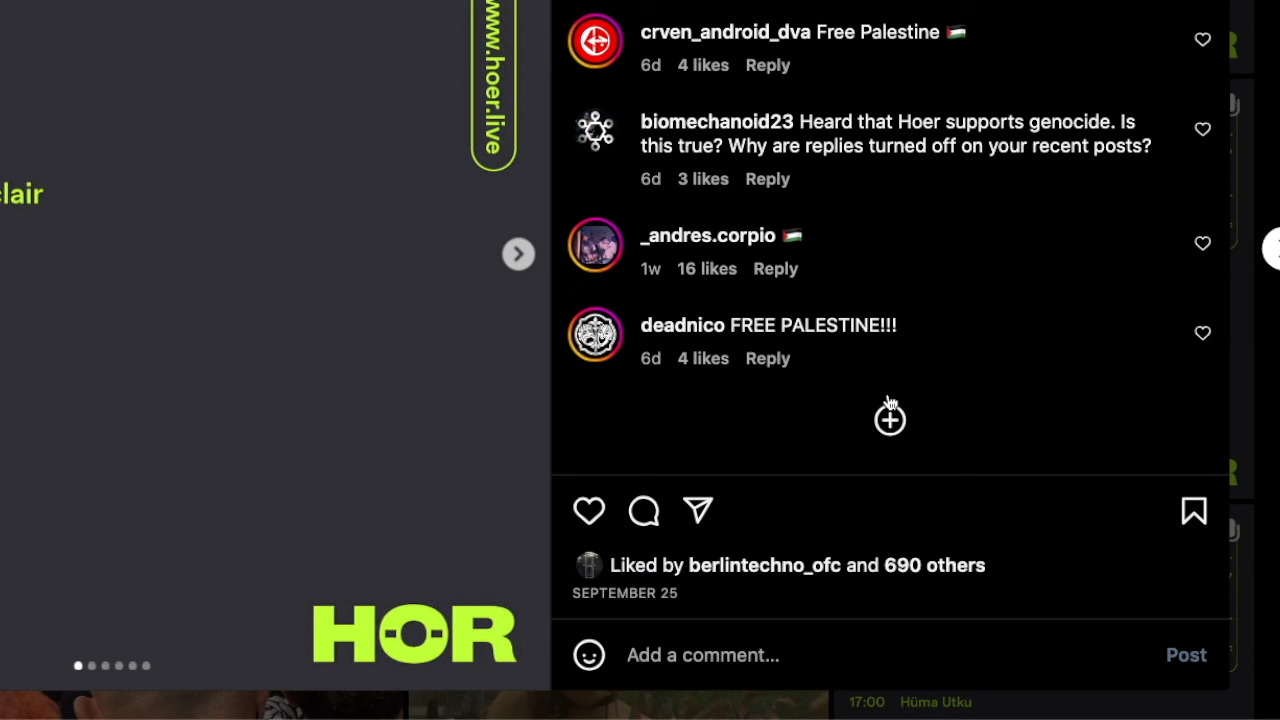 www.hoer.live
clair
HOR
crven_android_dva Free Palestine 🇵🇸
6d 4 likes Reply
biomechanoid23 Heard that Hoer supports genocide. Is
this true? Why are replies turned off on your recent posts?
6d 3 likes Reply
_andres.corpio 🇵🇸
1w 16 likes Reply
deadnico FREE PALESTINE!!!
6d 4 likes Reply
Liked by berlintechno_ofc and 690 others
SEPTEMBER 25
Add a comment...
Post
17:00 Hüma Utku